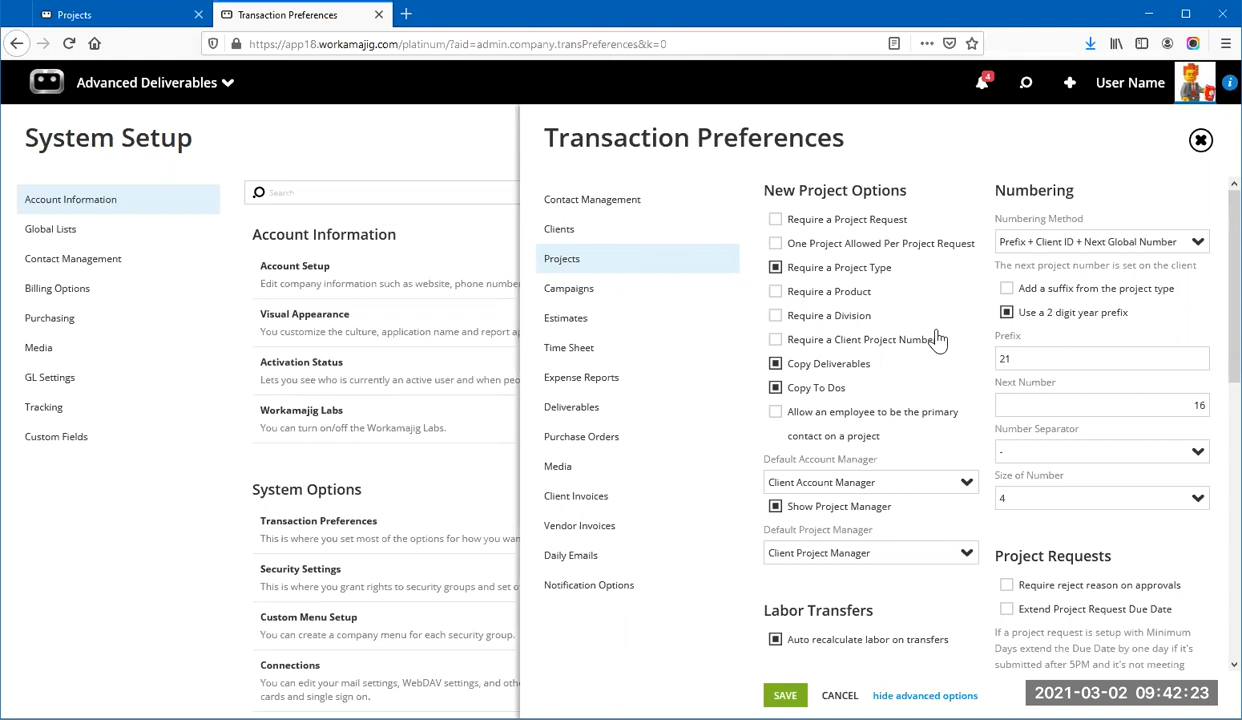 Projects
Transaction Preferences
https://app18.workamajig.com/platinum/?aid=admin.company.transPreferences&k=0
Advanced Deliverables
4
User Name
System Setup
Account Information
Global Lists
Contact Management
Billing Options
Purchasing
Media
GL Settings
Tracking
Custom Fields
Search
Account Information
Account Setup
Edit company information such as website, phone number
Visual Appearance
You customize the culture, application name and report ap
Activation Status
Lets you see who is currently an active user and when peop
Workamajig Labs
You can turn on/off the Workamajig Labs.
System Options
Transaction Preferences
This is where you set most of the options for how you wan
Security Settings
This is where you grant rights to security groups and set o
Custom Menu Setup
You can create a company menu for each security group.
Connections
You can edit your mail settings, WebDAV settings, and othe
cards and single sign on.
Transaction Preferences
Contact Management
Clients
Projects
Campaigns
Estimates
Time Sheet
Expense Reports
Deliverables
Purchase Orders
Media
Client Invoices
Vendor Invoices
Daily Emails
Notification Options
New Project Options
Require a Project Request
One Project Allowed Per Project Request
Require a Project Type
Require a Product
Require a Division
Require a Client Project Number
Copy Deliverables
Copy To Dos
Allow an employee to be the primary
contact on a project
Default Account Manager
Client Account Manager
Show Project Manager
Default Project Manager
Client Project Manager
Labor Transfers
Auto recalculate labor on transfers
SAVE
CANCEL
hide advanced options
Numbering
Numbering Method
Prefix + Client ID + Next Global Number
The next project number is set on the client
Add a suffix from the project type
Use a 2 digit year prefix
Prefix
21
Next Number
16
Number Separator
-
Size of Number
4
Project Requests
Require reject reason on approvals
Extend Project Request Due Date
If a project request is setup with Minimum
Days extend the Due Date by one day if it's
submitted after 5PM and it's not meeting
2021-03-02 09:42:23